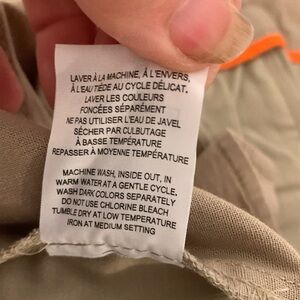 LAVER À LA MACHINE, À L'ENVERS,
À L'EAU TIÈDE AU CYCLE DÉLICAT.
LAVER LES COULEURS
FONCÉES SÉPARÉMENT
NE PAS UTILISER L'EAU DE JAVEL
SÉCHER PAR CULBUTAGE
À BASSE TEMPÉRATURE
REPASSER À MOYENNE TEMPÉRATURE
MACHINE WASH, INSIDE OUT, IN
WARM WATER AT A GENTLE CYCLE.
WASH DARK COLORS SEPARATELY
DO NOT USE CHLORINE BLEACH
TUMBLE DRY AT LOW TEMPERATURE
IRON AT MEDIUM SETTING